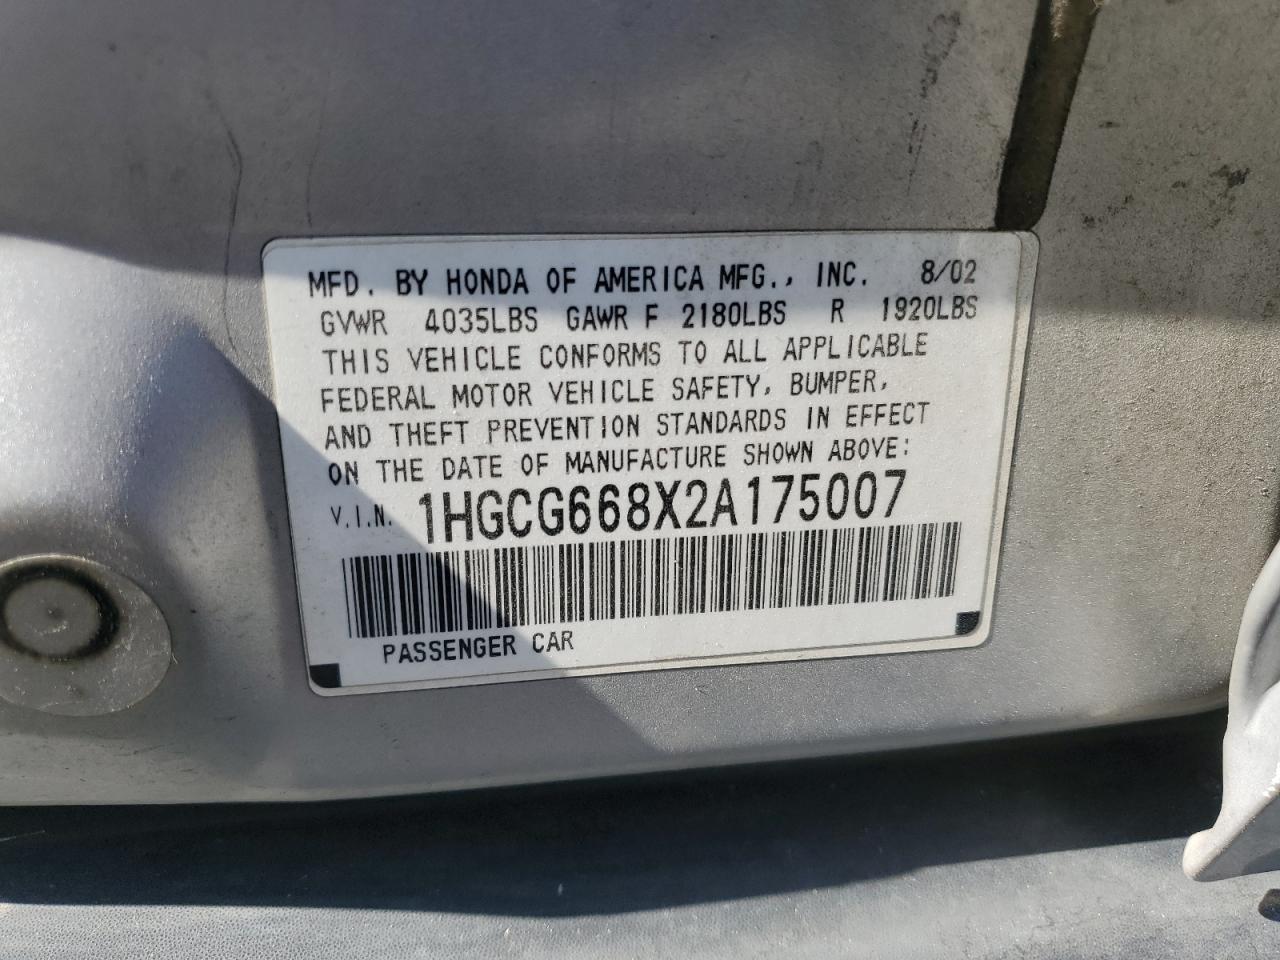 MFD. BY HONDA OF AMERICA MFG., INC. 8/02
GVWR 4035LBS GAWR F 2180LBS R 1920LBS
THIS VEHICLE CONFORMS TO ALL APPLICABLE
FEDERAL MOTOR VEHICLE SAFETY, BUMPER,
AND THEFT PREVENTION STANDARDS IN EFFECT
ON THE DATE OF MANUFACTURE SHOWN ABOVE:
V.I.N. 1HGCG668X2A175007
PASSENGER CAR